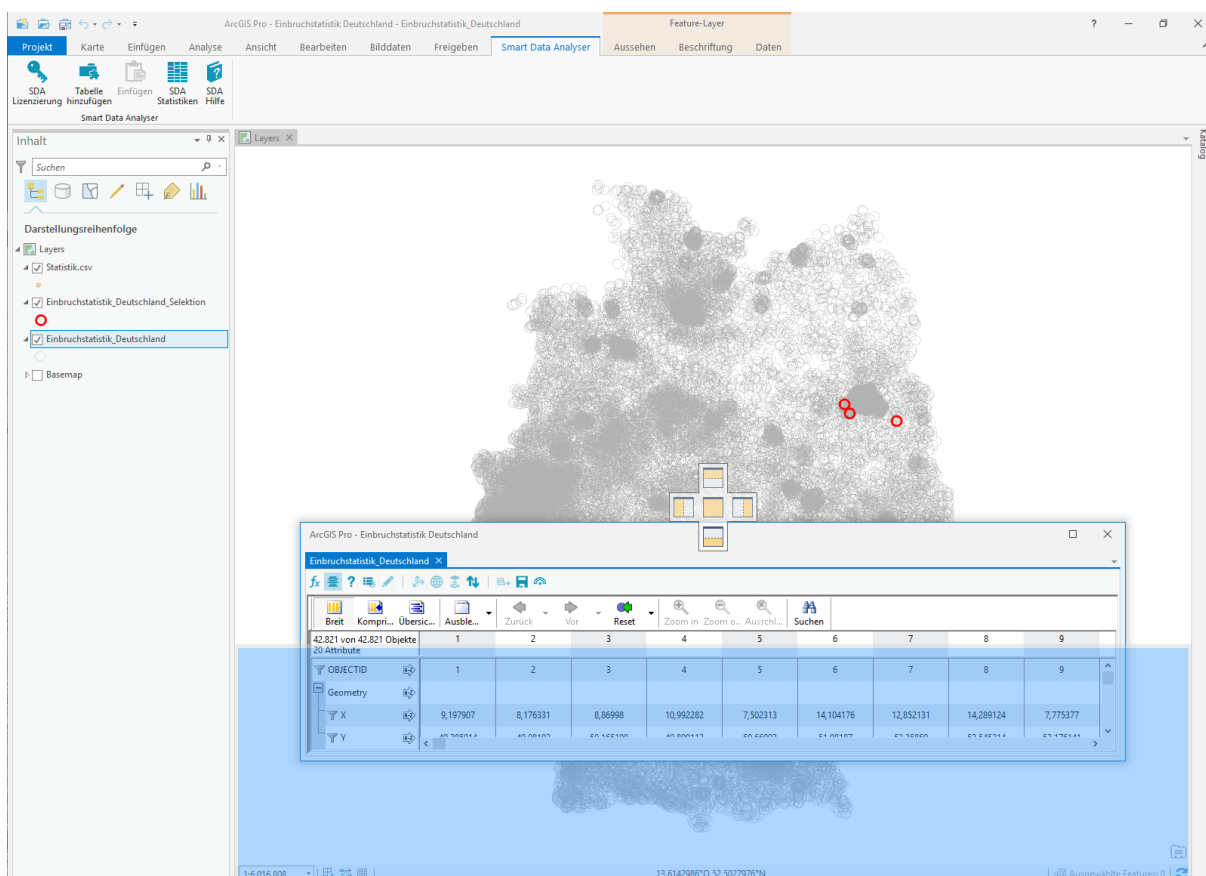 ArcGIS Pro - Einbruchstatistik Deutschland - Einbruchstatistik_Deutschland
Feature-Layer
?
Projekt Karte Einfügen Analyse Ansicht Bearbeiten Bilddaten Freigeben Smart Data Analyser Aussehen Beschriftung Daten
SDA Lizenzierung
Tabelle hinzufügen
Einfügen
SDA Statistiken
SDA Hilfe
Smart Data Analyser
Inhalt
Suchen
Darstellungsreihenfolge
Layers
Statistik.csv
Einbruchstatistik_Deutschland_Selektion
Einbruchstatistik_Deutschland
Basemap
Layers
Katalog
ArcGIS Pro - Einbruchstatistik Deutschland
Einbruchstatistik_Deutschland
fx ?
Breit Kompri... Übersic... Ausble... Zurück Vor Reset Zoom in Zoom o... Ausschl... Suchen
42.821 von 42.821 Objekte 1 2 3 4 5 6 7 8 9
20 Attribute
OBJECTID 1 2 3 4 5 6 7 8 9
Geometry
X 9,197907 8,176331 8,86998 10,992282 7,502313 14,104176 12,852131 14,289124 7,775377
Y
1:6.016.808 13,6142986°O 52,5027976°N Ausgewählte Features: 0